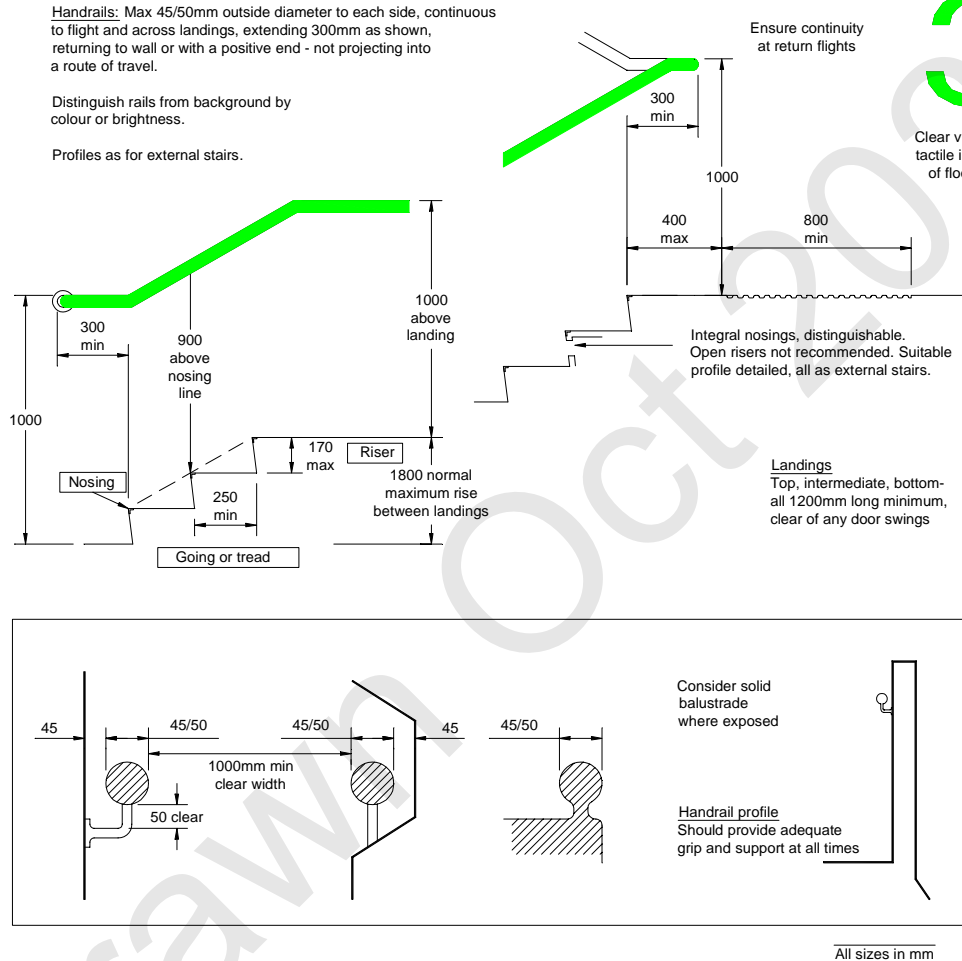 Handrails: Max 45/50mm outside diameter to each side, continuous
to flight and across landings, extending 300mm as shown,
returning to wall or with a positive end - not projecting into
a route of travel.
Distinguish rails from background by
colour or brightness.
Profiles as for external stairs.
Ensure continuity
at return flights
300
min
1000
Clear v
tactile i
of floo
400
max
800
min
300
min
1000
900
above
nosing
line
1000
above
landing
Integral nosings, distinguishable.
Open risers not recommended. Suitable
profile detailed, all as external stairs.
170
max
Riser
Nosing
250
min
1800 normal
maximum rise
between landings
Going or tread
Landings
Top, intermediate, bottom-
all 1200mm long minimum,
clear of any door swings
45
45/50
45/50
45
45/50
1000mm min
clear width
50 clear
Consider solid
balustrade
where exposed
Handrail profile
Should provide adequate
grip and support at all times
All sizes in mm
awn Oct 20